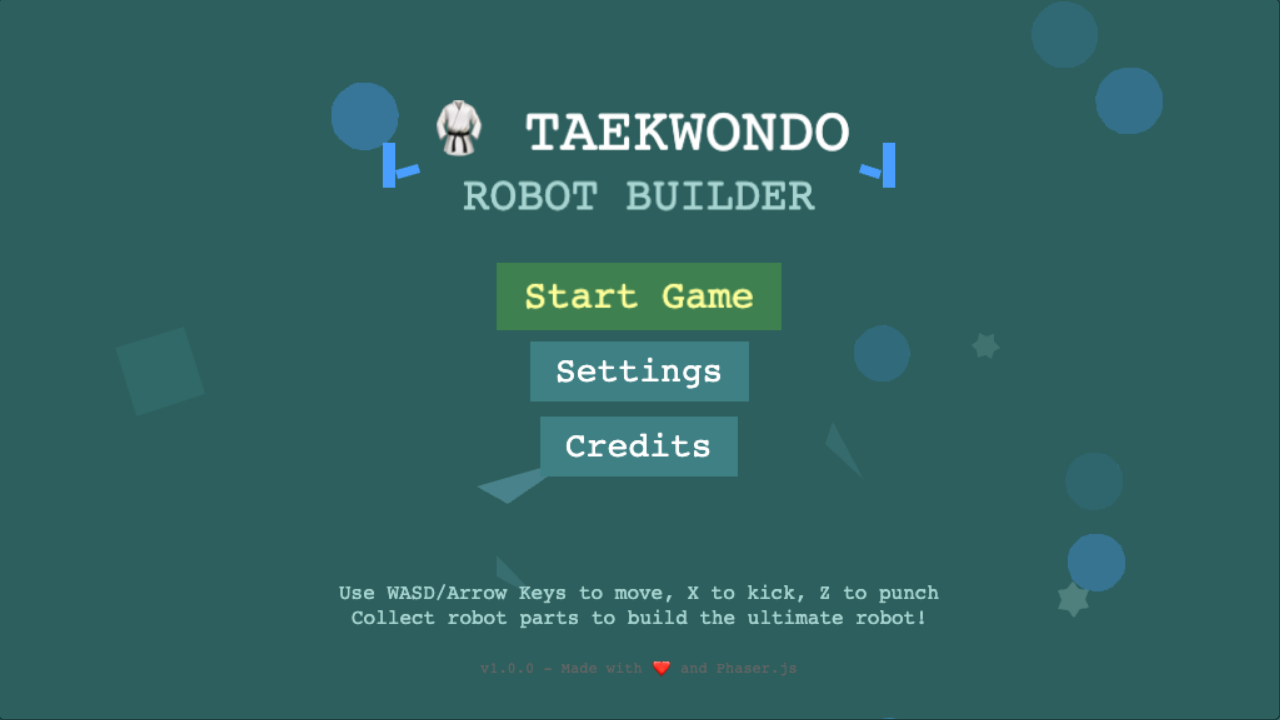 🥋 TAEKWONDO
ROBOT BUILDER
Start Game
Settings
Credits
Use WASD/Arrow Keys to move, X to kick, Z to punch
Collect robot parts to build the ultimate robot!
v1.0.0 - Made with ❤️ and Phaser.js